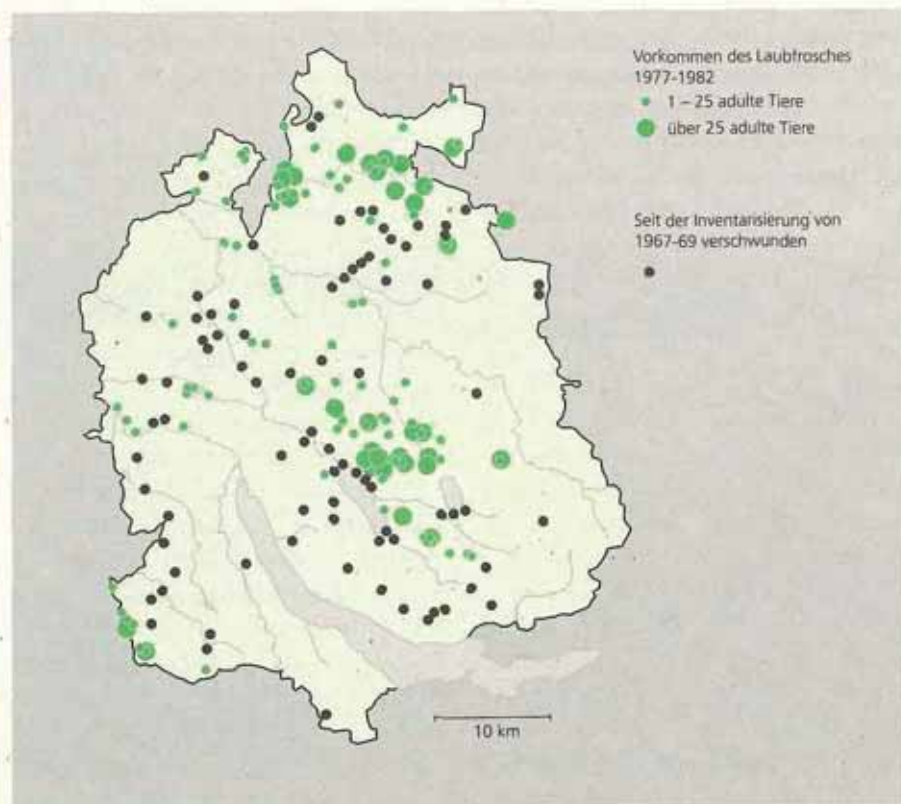 Vorkommen des Laubfrosches
1977-1982
1 – 25 adulte Tiere
über 25 adulte Tiere
Seit der Inventarisierung von
1967-69 verschwunden
10 km